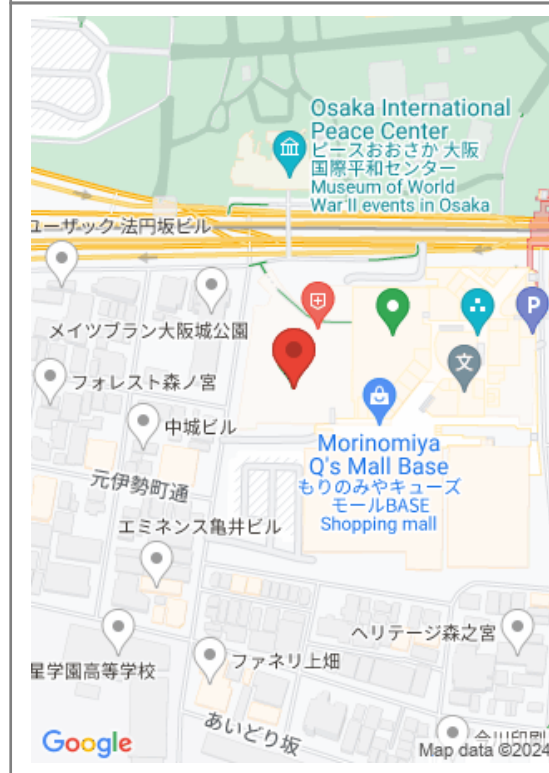 Osaka International
Peace Center
ピースおおさか 大阪
国際平和センター
Museum of World
War II events in Osaka
ユーザック法円坂ビル
P
メイツブラン大阪城公園
文
フォレスト森ノ宮
中城ビル
Morinomiya
Q's Mall Base
もりのみやキューズ
モールBASE
Shopping mall
元伊勢町通
エミネンス亀井ビル
ヘリテージ森之宮
星学園高等学校
ファネリ上畑
あいどり坂
Google
Map data ©2024